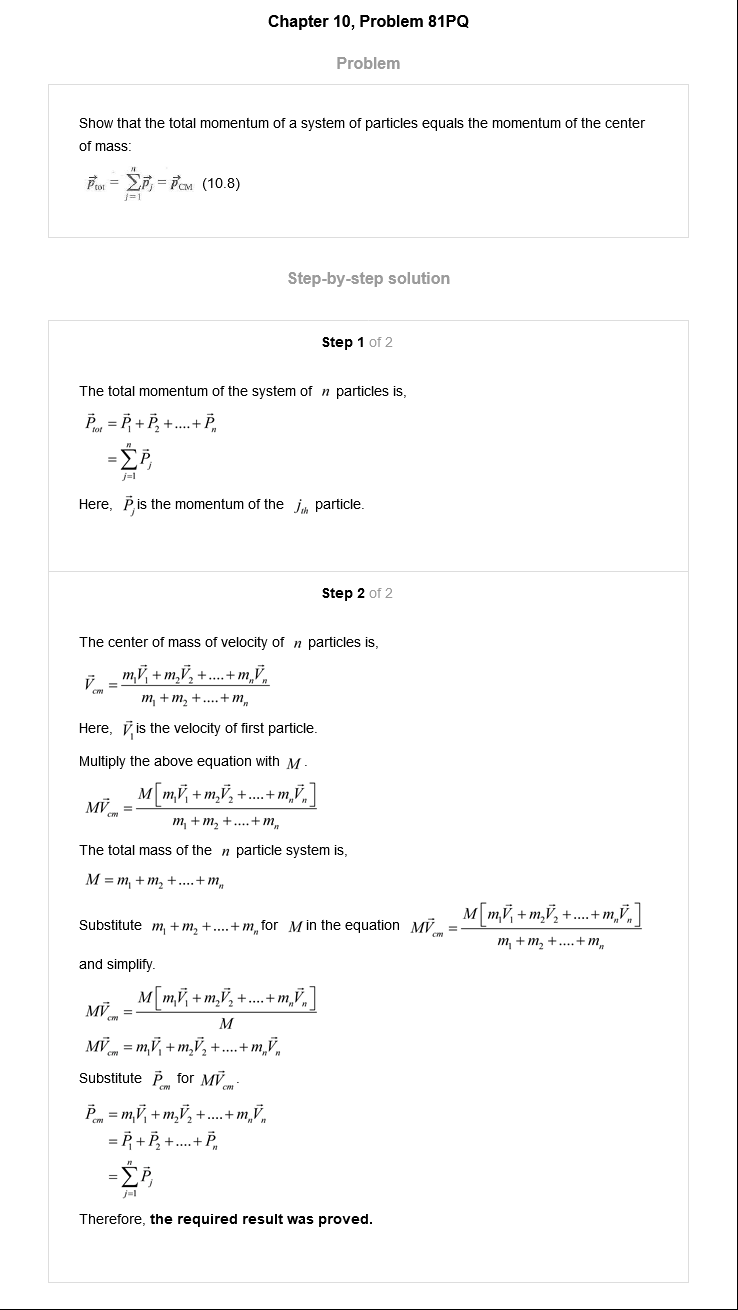 Chapter 10, Problem 81PQ
Problem
Show that the total momentum of a system of particles equals the momentum of the center
of mass:
$\vec{p}_{tot} = \sum_{j=1}^{n} \vec{p}_j = \vec{p}_{CM}$ (10.8)
Step-by-step solution
Step 1 of 2
The total momentum of the system of $n$ particles is,
$\vec{P}_{tot} = \vec{P}_1 + \vec{P}_2 + .... + \vec{P}_n$
$= \sum_{j=1}^{n} \vec{P}_j$
Here, $\vec{P}_j$ is the momentum of the $j_{th}$ particle.
Step 2 of 2
The center of mass of velocity of $n$ particles is,
$\vec{V}_{cm} = \frac{m_1\vec{V}_1 + m_2\vec{V}_2 + .... + m_n\vec{V}_n}{m_1 + m_2 + .... + m_n}$
Here, $\vec{V}_1$ is the velocity of first particle.
Multiply the above equation with $M$.
$M\vec{V}_{cm} = \frac{M[m_1\vec{V}_1 + m_2\vec{V}_2 + .... + m_n\vec{V}_n]}{m_1 + m_2 + .... + m_n}$
The total mass of the $n$ particle system is,
$M = m_1 + m_2 + .... + m_n$
Substitute $m_1 + m_2 + .... + m_n$ for $M$ in the equation $M\vec{V}_{cm} = \frac{M[m_1\vec{V}_1 + m_2\vec{V}_2 + .... + m_n\vec{V}_n]}{m_1 + m_2 + .... + m_n}$
and simplify.
$M\vec{V}_{cm} = \frac{M[m_1\vec{V}_1 + m_2\vec{V}_2 + .... + m_n\vec{V}_n]}{M}$
$M\vec{V}_{cm} = m_1\vec{V}_1 + m_2\vec{V}_2 + .... + m_n\vec{V}_n$
Substitute $\vec{P}_{cm}$ for $M\vec{V}_{cm}$.
$\vec{P}_{cm} = m_1\vec{V}_1 + m_2\vec{V}_2 + .... + m_n\vec{V}_n$
$= \vec{P}_1 + \vec{P}_2 + .... + \vec{P}_n$
$= \sum_{j=1}^{n} \vec{P}_j$
Therefore, the required result was proved.